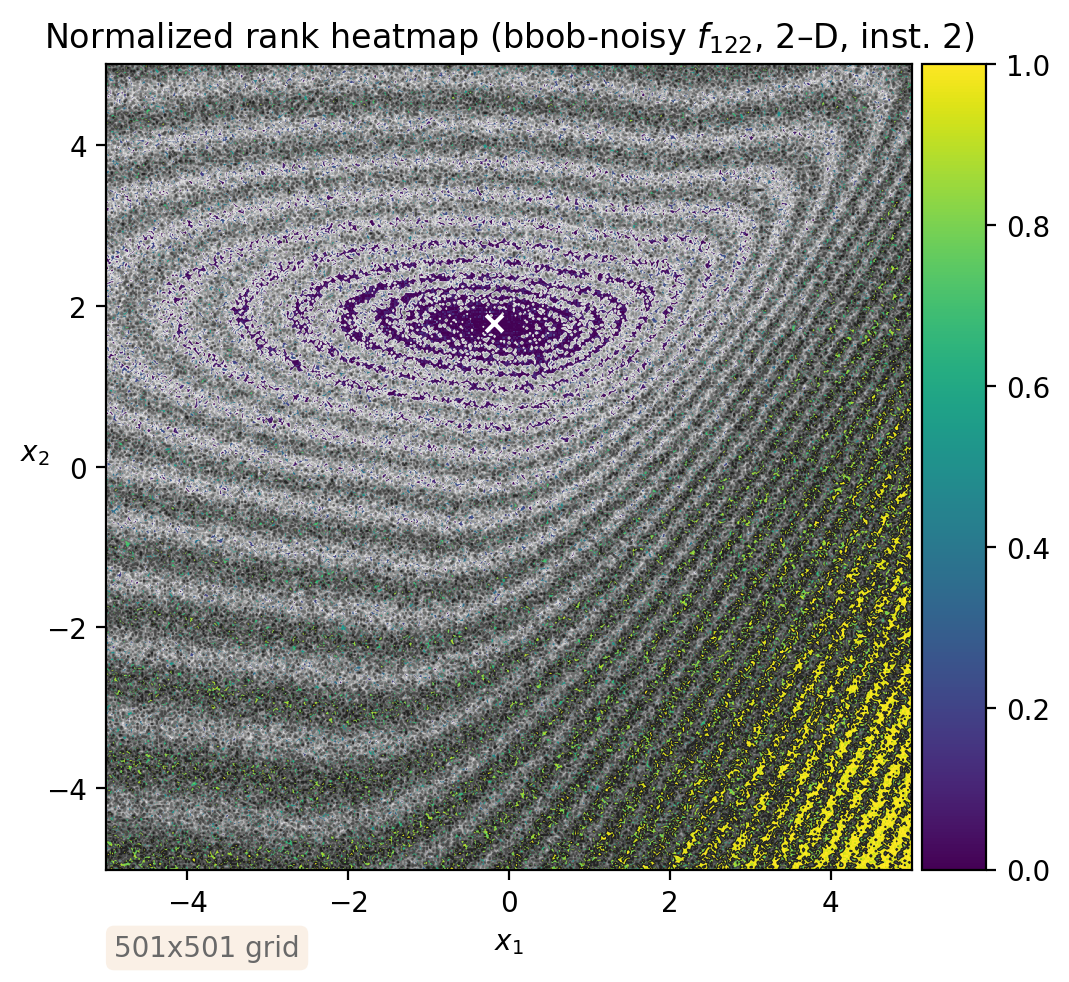 Normalized rank heatmap (bbob-noisy f₁₂₂, 2–D, inst. 2)
1.0
0.8
0.6
0.4
0.2
0.0
4
2
0
−2
−4
x₂
−4 −2 0 2 4
x₁
501x501 grid